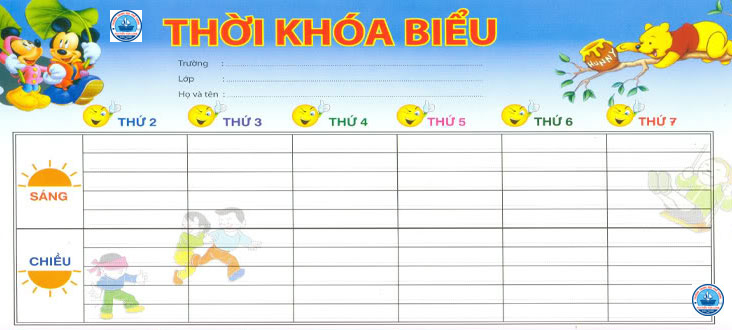 THỜI KHÓA BIỂU
Trường :
Lớp :
Họ và tên :
HUNNY
THỨ 2 THỨ 3 THỨ 4 THỨ 5 THỨ 6 THỨ 7
SÁNG
CHIỀU